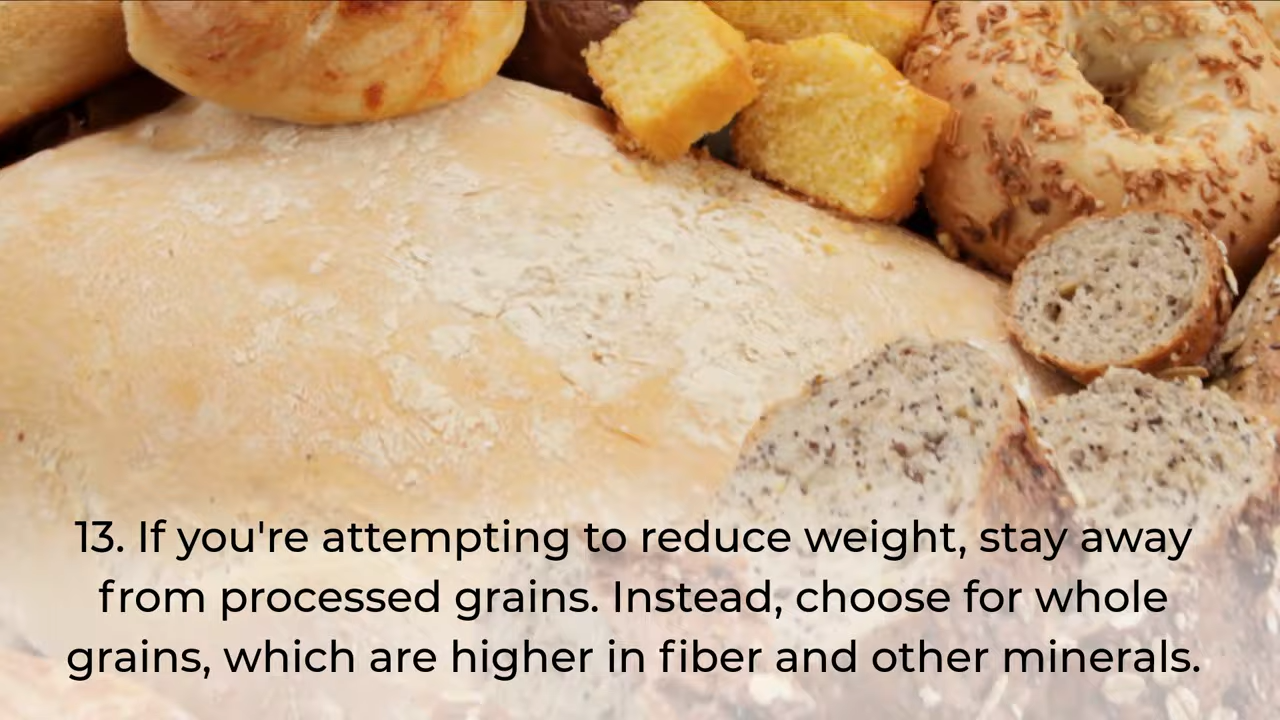 13. If you're attempting to reduce weight, stay away
from processed grains. Instead, choose for whole
grains, which are higher in fiber and other minerals.